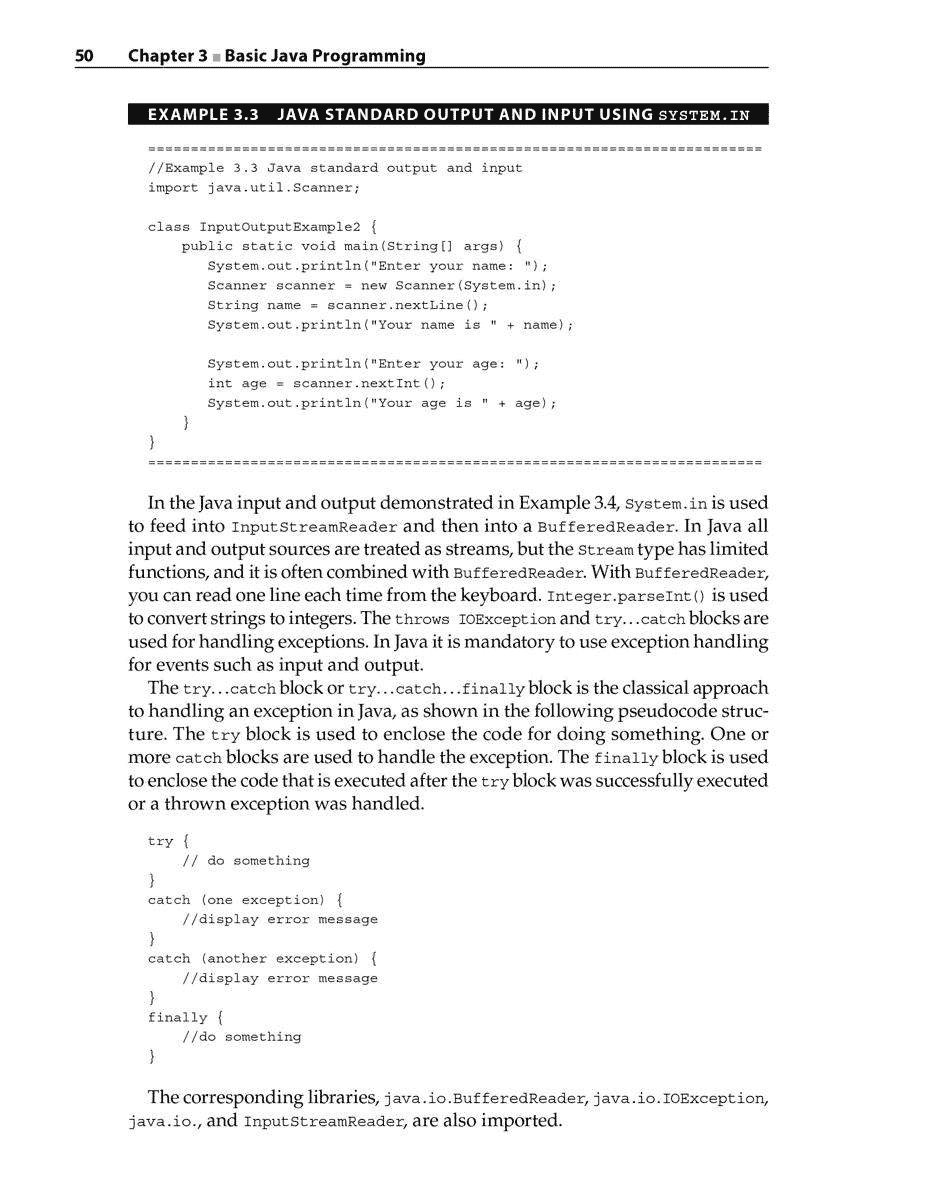 50 Chapter 3 ■ Basic Java Programming
EXAMPLE 3.3 JAVA STANDARD OUTPUT AND INPUT USING SYSTEM.IN
========================================================================
//Example 3.3 Java standard output and input
import java.util.Scanner;
class InputOutputExample2 {
    public static void main(String[] args) {
       System.out.println("Enter your name: ");
       Scanner scanner = new Scanner(System.in);
       String name = scanner.nextLine();
       System.out.println("Your name is " + name);
       System.out.println("Enter your age: ");
       int age = scanner.nextInt();
       System.out.println("Your age is " + age);
    }
}
========================================================================
In the Java input and output demonstrated in Example 3.4, System.in is used
to feed into InputStreamReader and then into a BufferedReader. In Java all
input and output sources are treated as streams, but the Stream type has limited
functions, and it is often combined with BufferedReader. With BufferedReader,
you can read one line each time from the keyboard. Integer.parseInt() is used
to convert strings to integers. The throws IOException and try...catch blocks are
used for handling exceptions. In Java it is mandatory to use exception handling
for events such as input and output.
The try...catch block or try...catch...finally block is the classical approach
to handling an exception in Java, as shown in the following pseudocode struc-
ture. The try block is used to enclose the code for doing something. One or
more catch blocks are used to handle the exception. The finally block is used
to enclose the code that is executed after the try block was successfully executed
or a thrown exception was handled.
try {
    // do something
}
catch (one exception) {
    //display error message
}
catch (another exception) {
    //display error message
}
finally {
    //do something
}
The corresponding libraries, java.io.BufferedReader, java.io.IOException,
java.io., and InputStreamReader, are also imported.